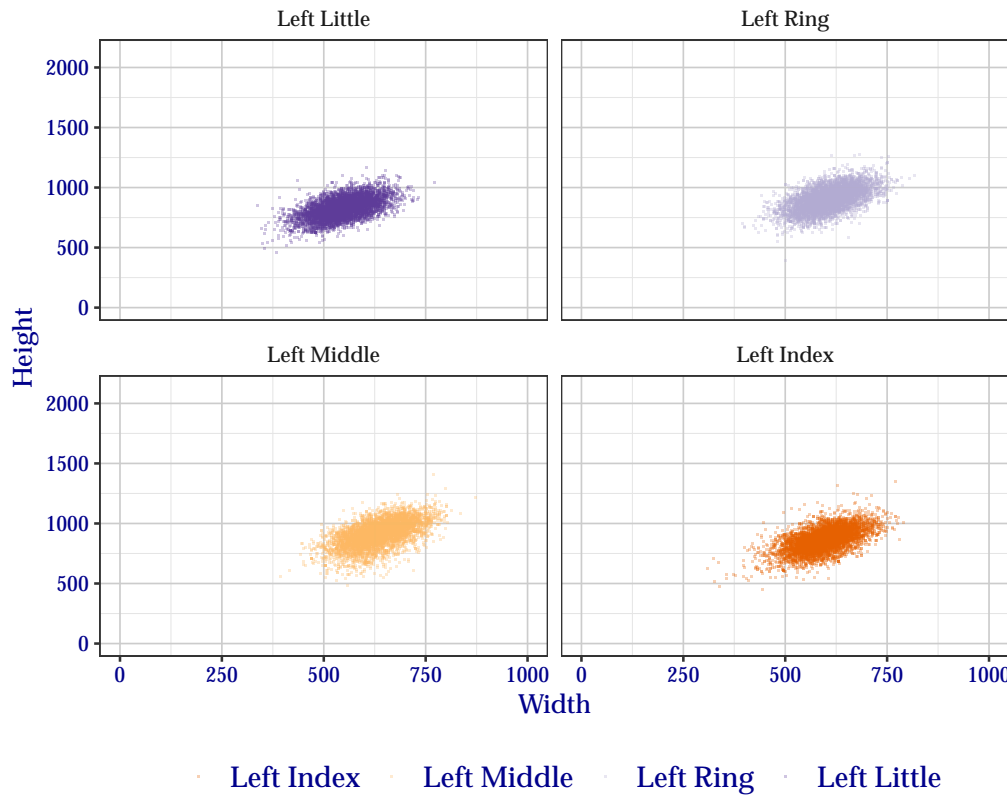 Left Little Left Ring
2000
1500
1000
500
0
Height
Left Middle Left Index
2000
1500
1000
500
0
0 250 500 750 1000 0 250 500 750 1000
Width
Left Index Left Middle Left Ring Left Little